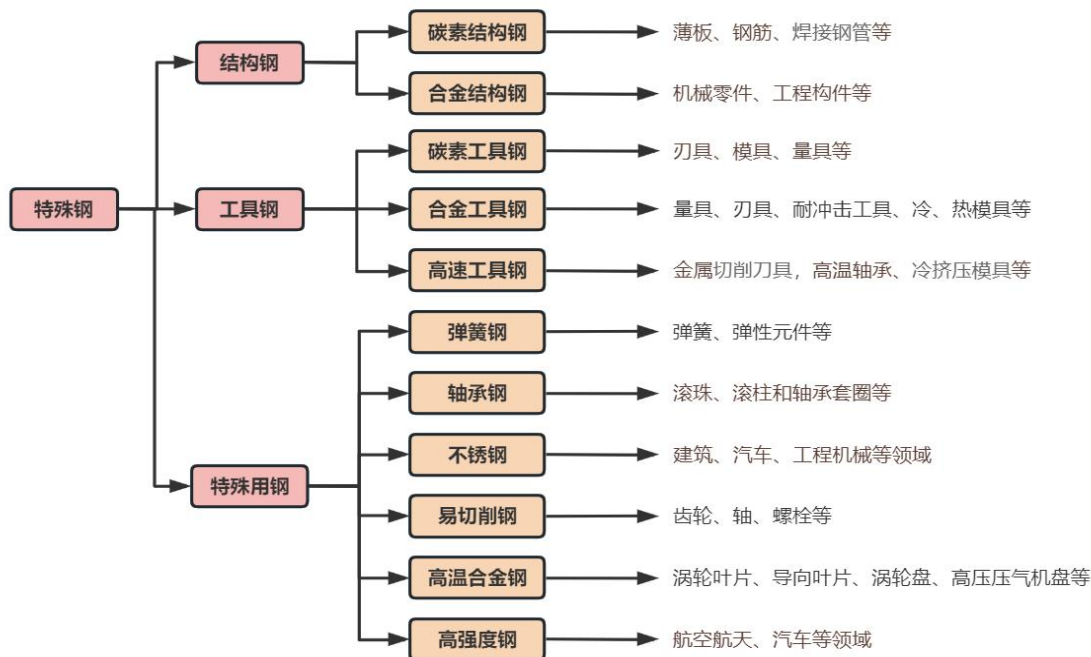 特殊钢
结构钢
碳素结构钢
薄板、钢筋、焊接钢管等
合金结构钢
机械零件、工程构件等
工具钢
碳素工具钢
刃具、模具、量具等
合金工具钢
量具、刃具、耐冲击工具、冷、热模具等
高速工具钢
金属切削刀具，高温轴承、冷挤压模具等
特殊用钢
弹簧钢
弹簧、弹性元件等
轴承钢
滚珠、滚柱和轴承套圈等
不锈钢
建筑、汽车、工程机械等领域
易切削钢
齿轮、轴、螺栓等
高温合金钢
涡轮叶片、导向叶片、涡轮盘、高压压气机盘等
高强度钢
航空航天、汽车等领域